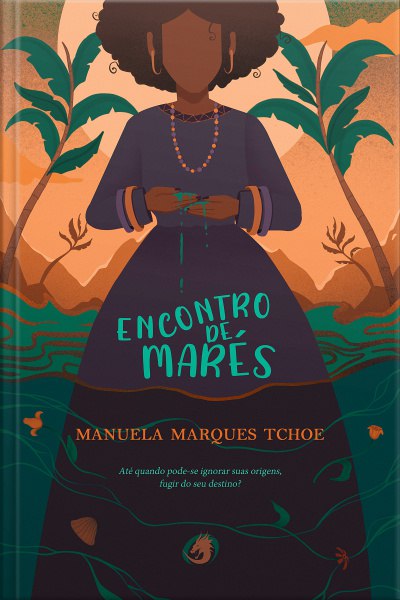 ENCONTRO
DE
MARÉS
MANUELA MARQUES TCHOE
Até quando pode-se ignorar suas origens,
fugir do seu destino?